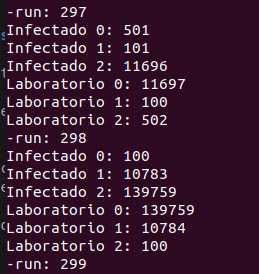 -run: 297
Infectado 0: 501
Infectado 1: 101
Infectado 2: 11696
Laboratorio 0: 11697
Laboratorio 1: 100
Laboratorio 2: 502
-run: 298
Infectado 0: 100
Infectado 1: 10783
Infectado 2: 139759
Laboratorio 0: 139759
Laboratorio 1: 10784
Laboratorio 2: 100
-run: 299